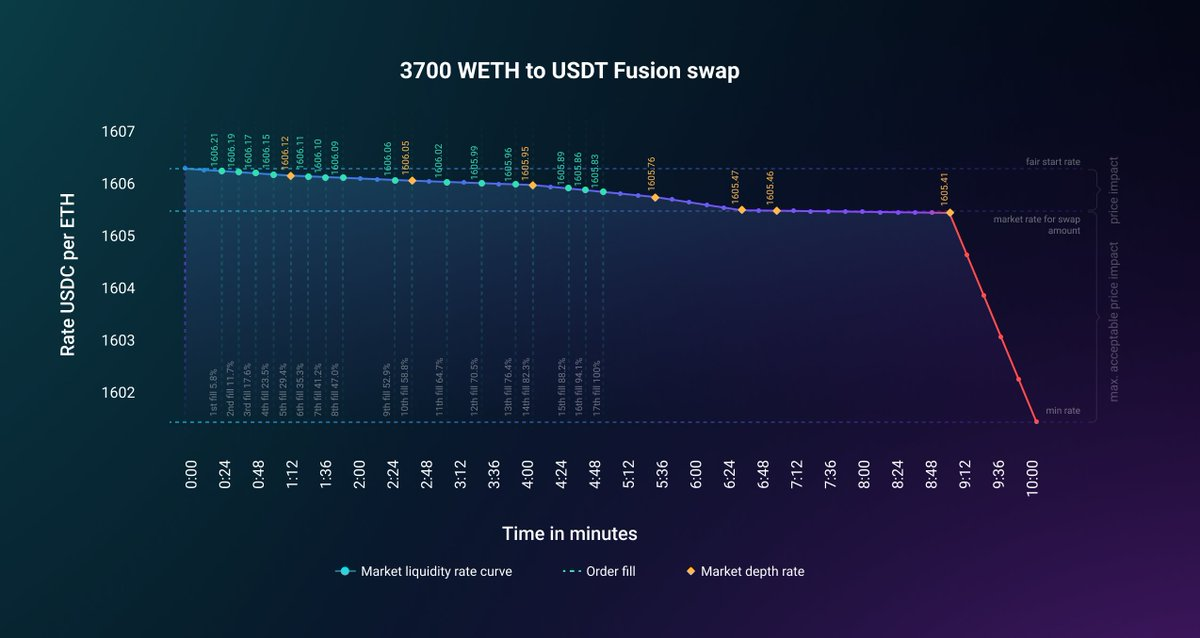 3700 WETH to USDT Fusion swap
Rate USDC per ETH
1607
1606
1605
1604
1603
1602
1606.21
1606.19
1606.17
1606.15
1606.12
1606.11
1606.10
1606.09
1606.06
1606.05
1606.02
1605.99
1605.96
1605.95
1605.89
1605.86
1605.83
1605.76
1605.47
1605.46
1605.41
fair start rate
market rate for swap
amount
min rate
price impact
max. acceptable price impact
1st fill 5.8%
2nd fill 11.7%
3rd fill 17.6%
4th fill 23.5%
5th fill 29.4%
6th fill 35.3%
7th fill 41.2%
8th fill 47.0%
9th fill 52.9%
10th fill 58.8%
11th fill 64.7%
12th fill 70.5%
13th fill 76.4%
14th fill 82.3%
15th fill 88.2%
16th fill 94.1%
17th fill 100%
0:00
0:24
0:48
1:12
1:36
2:00
2:24
2:48
3:12
3:36
4:00
4:24
4:48
5:12
5:36
6:00
6:24
6:48
7:12
7:36
8:00
8:24
8:48
9:12
9:36
10:00
Time in minutes
Market liquidity rate curve
Order fill
Market depth rate